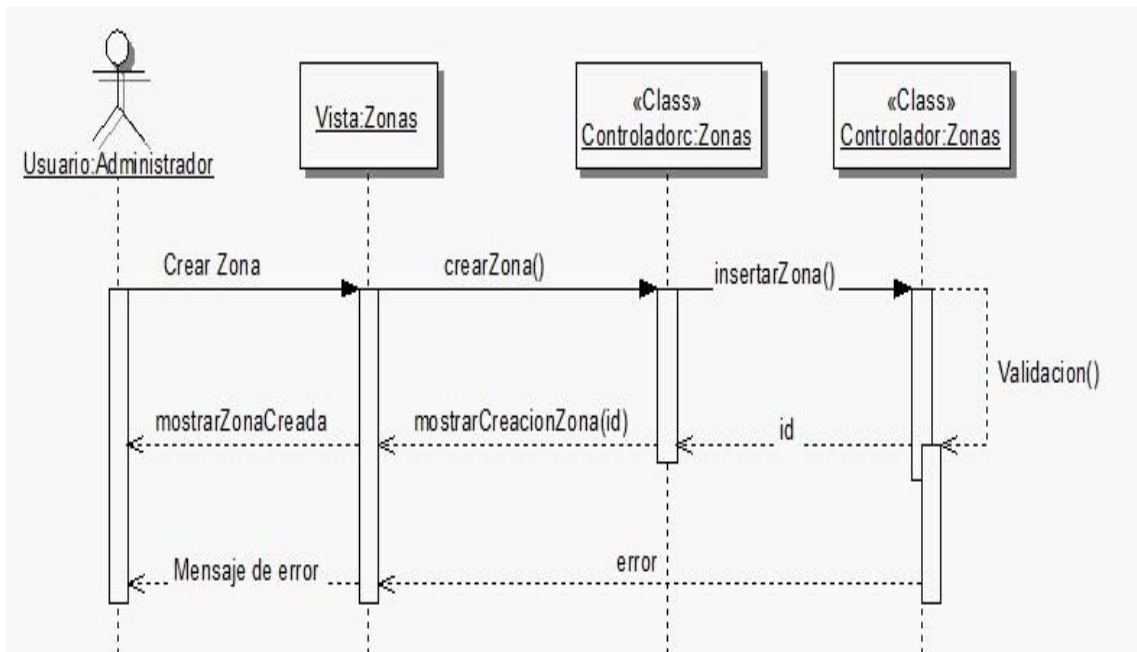 Usuario:Administrador
Vista:Zonas
«Class»
Controladorc:Zonas
«Class»
Controlador:Zonas
Crear Zona
crearZona()
insertarZona()
Validacion()
mostrarZonaCreada
mostrarCreacionZona(id)
id
Mensaje de error
error